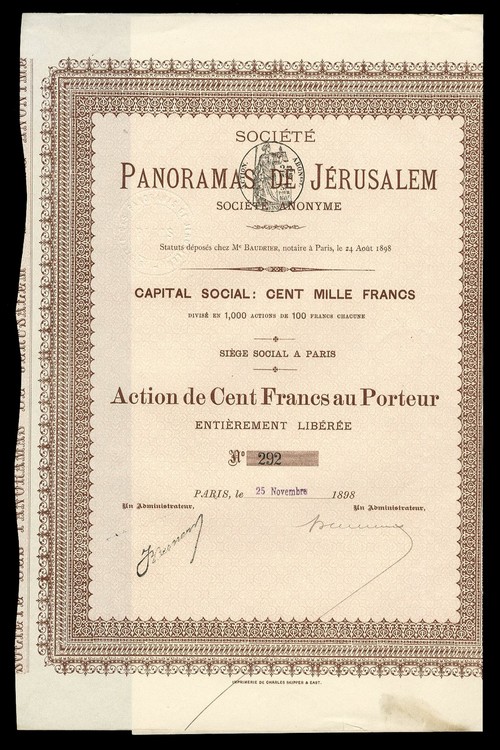 SOCIÉTÉ
PANORAMAS DE JÉRUSALEM
SOCIÉTÉ ANONYME
Statuts déposés chez Mᵉ BAUDRIER, notaire à Paris, le 24 Août 1898
CAPITAL SOCIAL: CENT MILLE FRANCS
DIVISÉ EN 1,000 ACTIONS DE 100 FRANCS CHACUNE
SIÈGE SOCIAL A PARIS
Action de Cent Francs au Porteur
ENTIÈREMENT LIBÉRÉE
Nº 292
PARIS, le 25 Novembre 1898
Un Administrateur, Un Administrateur,
IMPRIMERIE DE CHARLES SKIPPER & EAST.